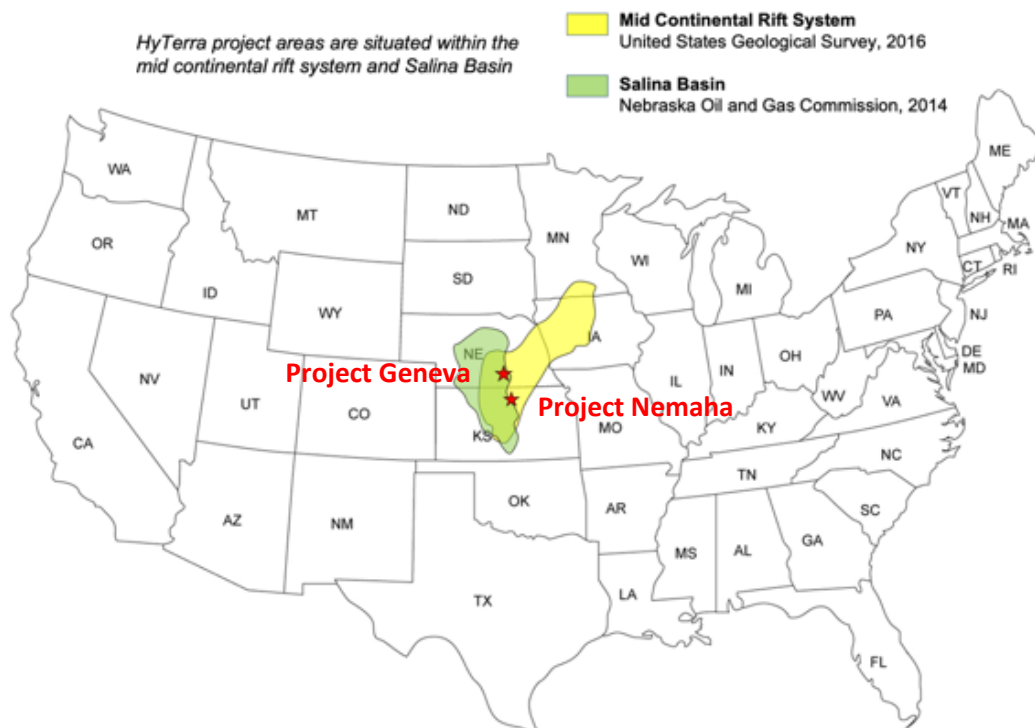 HyTerra project areas are situated within the
mid continental rift system and Salina Basin
Mid Continental Rift System
United States Geological Survey, 2016
Salina Basin
Nebraska Oil and Gas Commission, 2014
WA
MT
ND
MN
ME
VT
NH
MA
OR
ID
SD
WI
NY
CT
RI
WY
MI
PA
NJ
NE
IA
OH
DE
MD
NV
UT
CO
Project Geneva
IL
IN
WV
VA
CA
KS
Project Nemaha
MO
KY
NC
TN
AZ
NM
OK
AR
SC
MS
AL
GA
TX
LA
FL